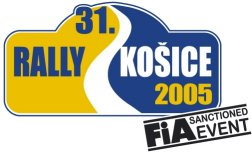 31.
RALLY KOŠICE
2005
FiA SANCTIONED
EVENT